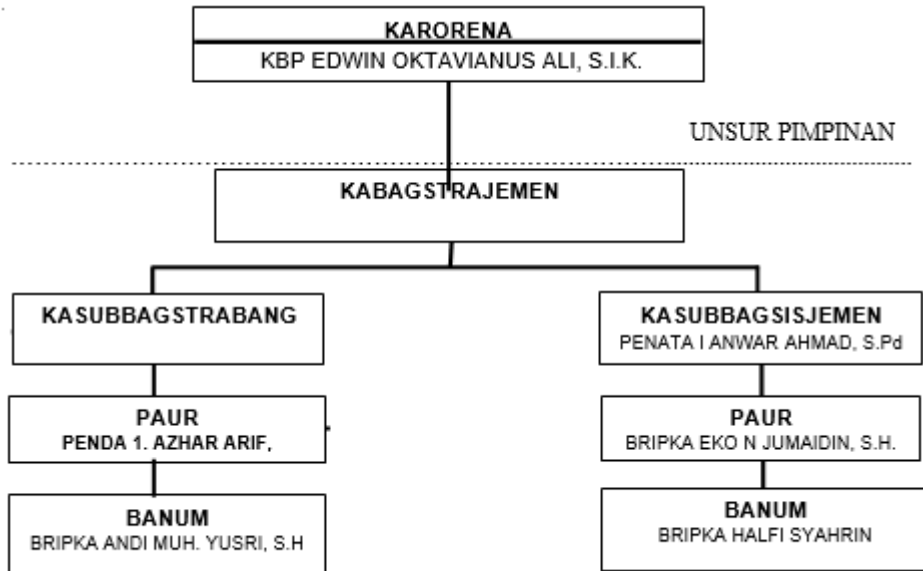 KARORENA
KBP EDWIN OKTAVIANUS ALI, S.I.K.
UNSUR PIMPINAN
KABAGSTRAJEMEN
KASUBBAGSTRABANG
KASUBBAGSISJEMEN
PENATA I ANWAR AHMAD, S.Pd
PAUR
PENDA 1. AZHAR ARIF,
PAUR
BRIPKA EKO N JUMAIDIN, S.H.
BANUM
BRIPKA ANDI MUH. YUSRI, S.H
BANUM
BRIPKA HALFI SYAHRIN